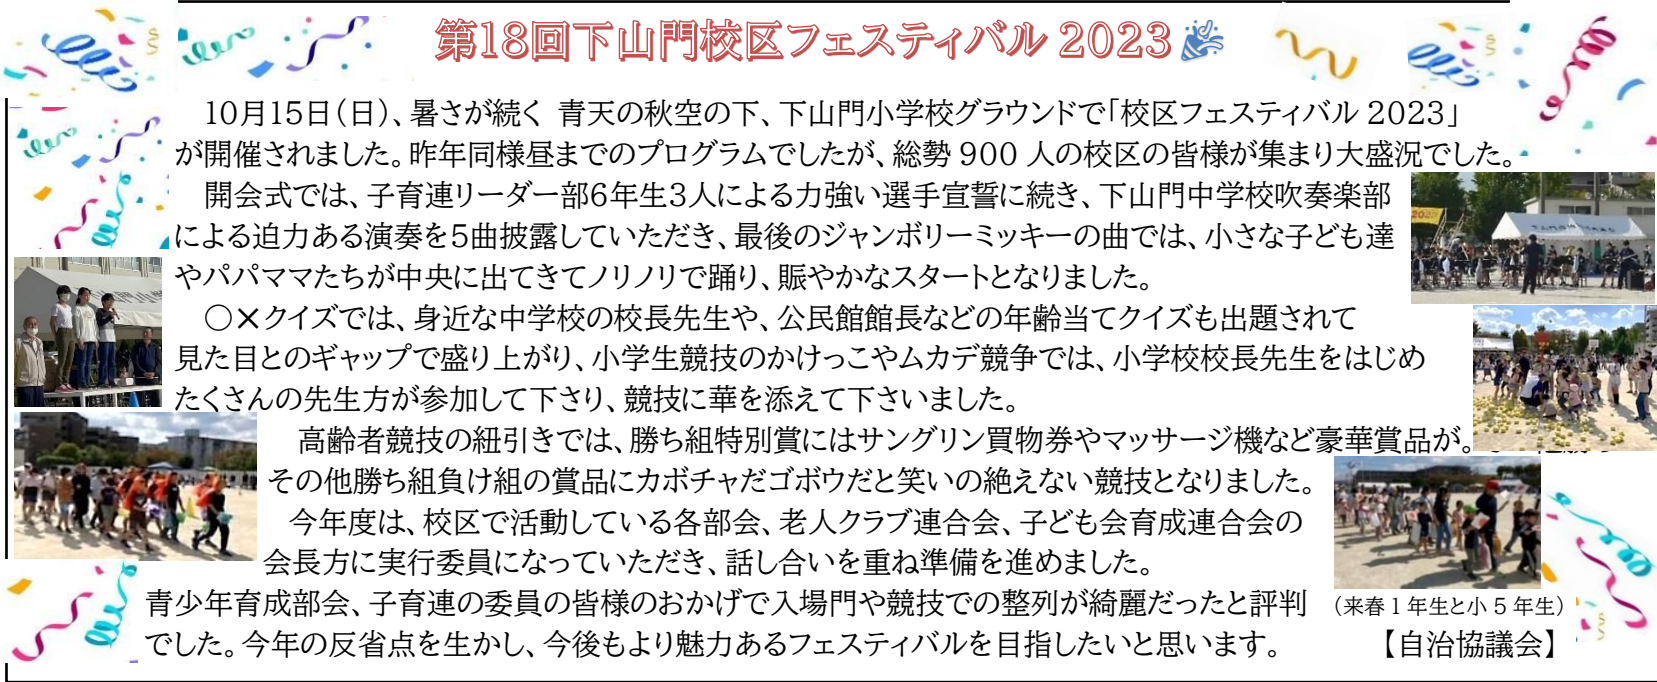 第18回下山門校区フェスティバル 2023
10月15日(日)、暑さが続く 青天の秋空の下、下山門小学校グラウンドで「校区フェスティバル 2023」
が開催されました。昨年同様昼までのプログラムでしたが、総勢 900 人の校区の皆様が集まり大盛況でした。
開会式では、子育連リーダー部6年生3人による力強い選手宣誓に続き、下山門中学校吹奏楽部
による迫力ある演奏を5曲披露していただき、最後のジャンボリーミッキーの曲では、小さな子ども達
やパパママたちが中央に出てきてノリノリで踊り、賑やかなスタートとなりました。
〇✕クイズでは、身近な中学校の校長先生や、公民館館長などの年齢当てクイズも出題されて
見た目とのギャップで盛り上がり、小学生競技のかけっこやムカデ競争では、小学校校長先生をはじめ
たくさんの先生方が参加して下さり、競技に華を添えて下さいました。
高齢者競技の紐引きでは、勝ち組特別賞にはサングリン買物券やマッサージ機など豪華賞品が。
その他勝ち組負け組の賞品にカボチャだゴボウだと笑いの絶えない競技となりました。
今年度は、校区で活動している各部会、老人クラブ連合会、子ども会育成連合会の
会長方に実行委員になっていただき、話し合いを重ね準備を進めました。
青少年育成部会、子育連の委員の皆様のおかげで入場門や競技での整列が綺麗だったと評判
でした。今年の反省点を生かし、今後もより魅力あるフェスティバルを目指したいと思います。
(来春1年生と小5年生)
【自治協議会】